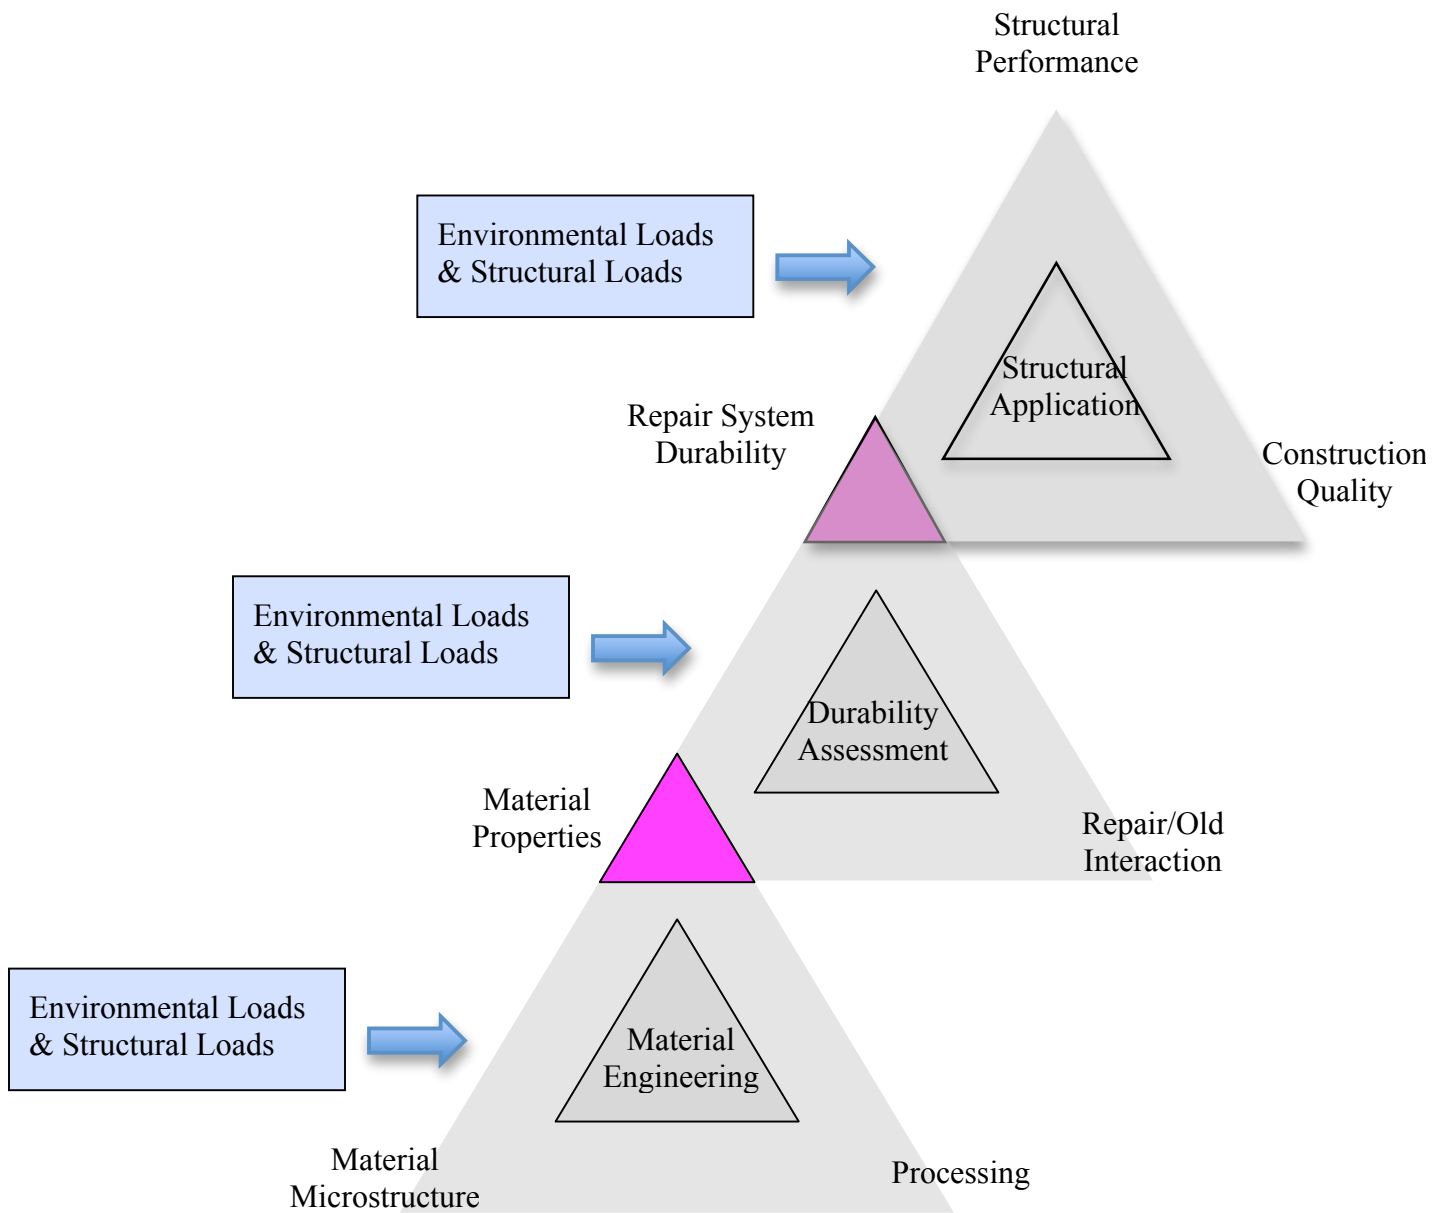 Structural
Performance
Environmental Loads
& Structural Loads
Structural
Application
Repair System
Durability
Construction
Quality
Environmental Loads
& Structural Loads
Durability
Assessment
Material
Properties
Repair/Old
Interaction
Environmental Loads
& Structural Loads
Material
Engineering
Material
Microstructure
Processing